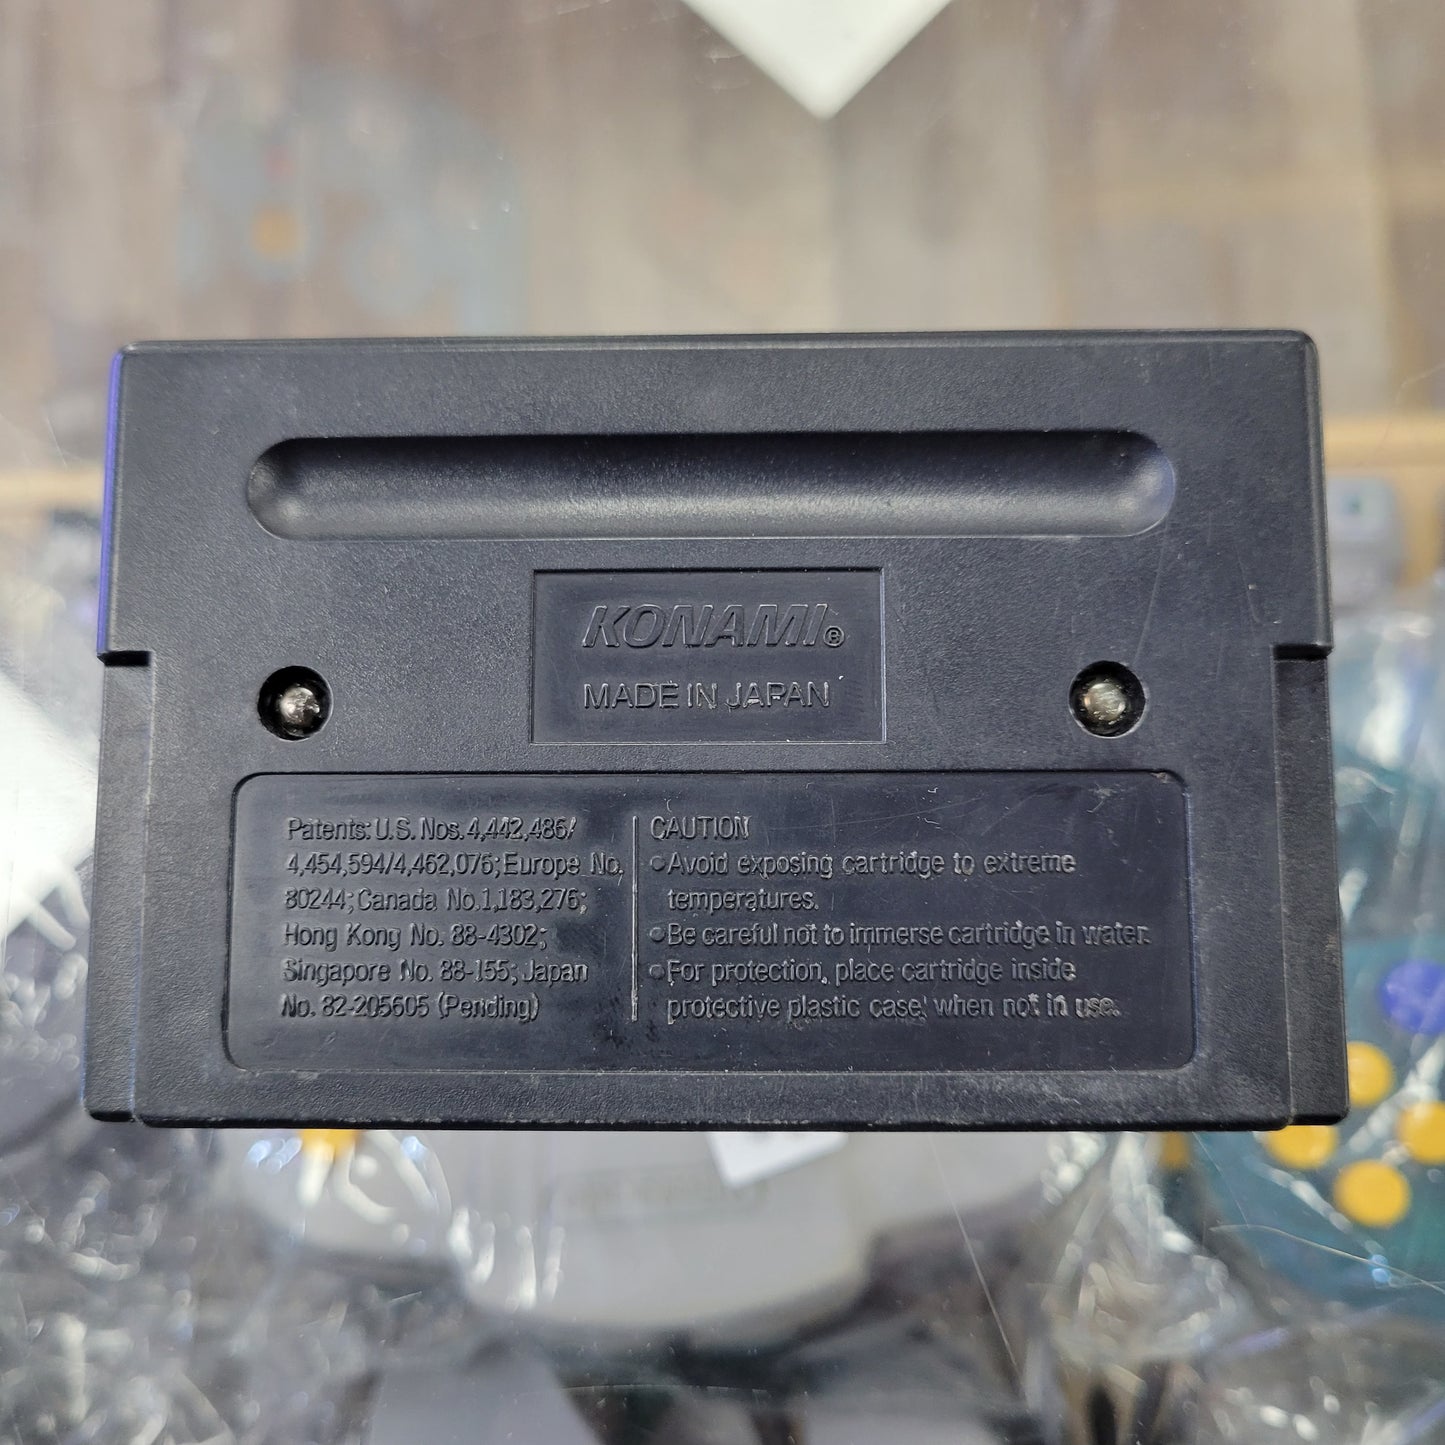 KONAMI®
MADE IN JAPAN
Patents: U.S. Nos. 4,442,486/
4,454,594/4,462,076; Europe No.
80244; Canada No. 1,183,276;
Hong Kong No. 88-4302;
Singapore No. 88-155; Japan
No. 82-205605 (Pending)
CAUTION
•Avoid exposing cartridge to extreme
temperatures.
•Be careful not to immerse cartridge in water.
•For protection, place cartridge inside
protective plastic case, when not in use.